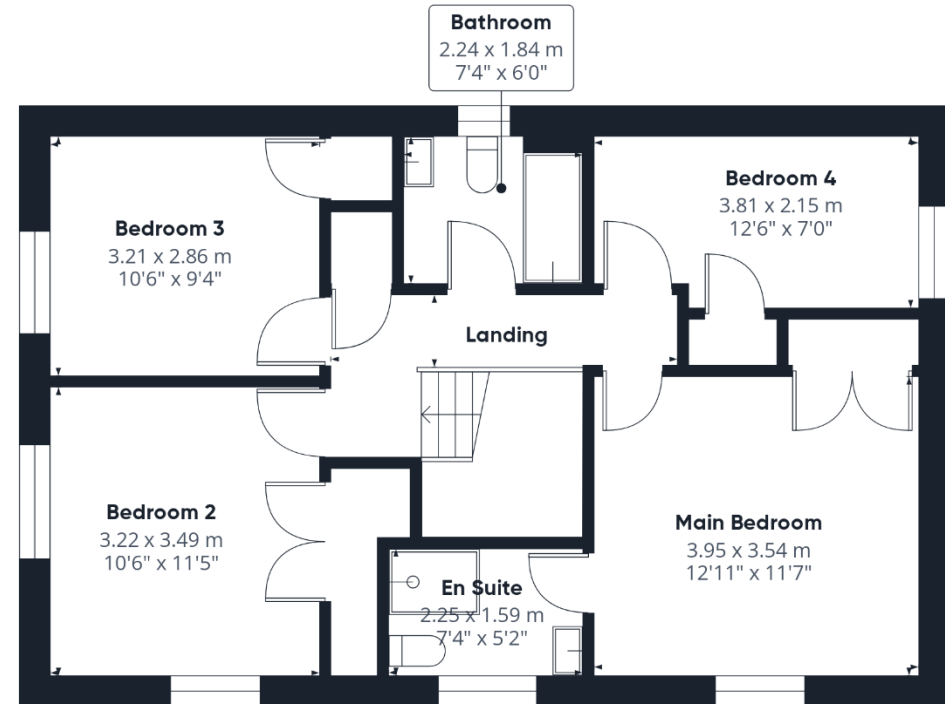 Bathroom
2.24 x 1.84 m
7'4" x 6'0"
Bedroom 4
3.81 x 2.15 m
12'6" x 7'0"
Bedroom 3
3.21 x 2.86 m
10'6" x 9'4"
Landing
Bedroom 2
3.22 x 3.49 m
10'6" x 11'5"
Main Bedroom
3.95 x 3.54 m
12'11" x 11'7"
En Suite
2.25 x 1.59 m
7'4" x 5'2"